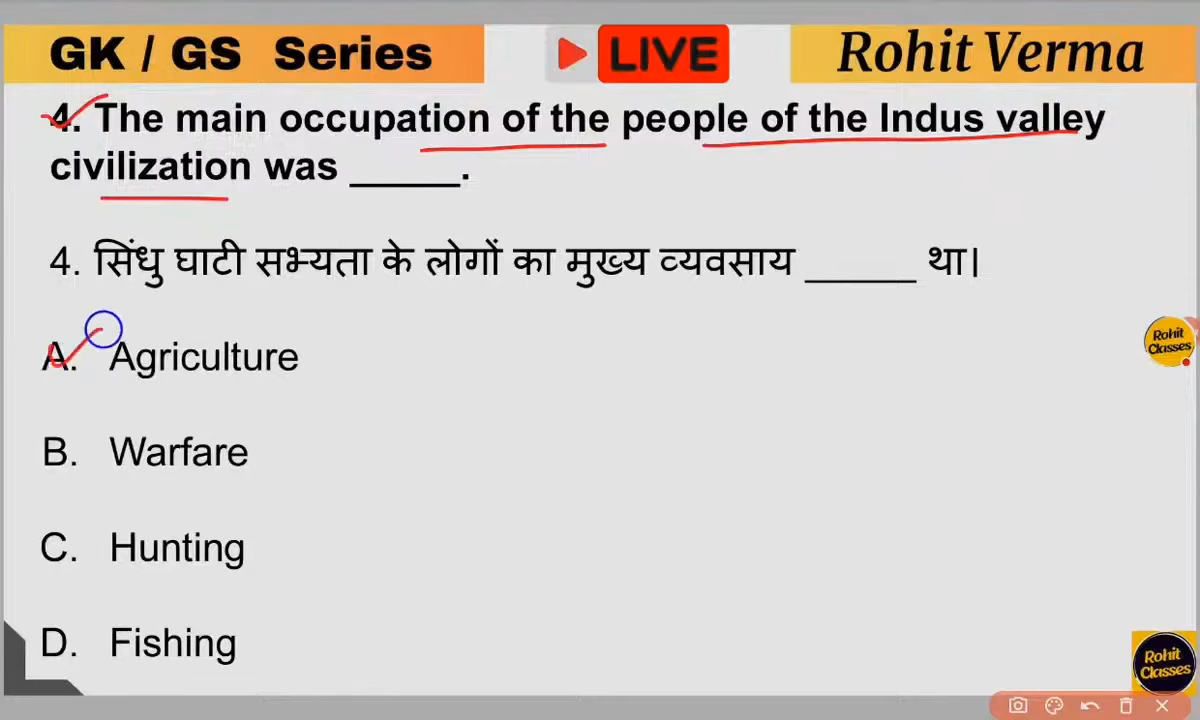 GK / GS Series
LIVE
Rohit Verma
4. The main occupation of the people of the Indus valley
civilization was _____.
4. सिंधु घाटी सभ्यता के लोगों का मुख्य व्यवसाय _____ था।
A. Agriculture
Rohit
Classes
B. Warfare
C. Hunting
D. Fishing
Rohit
Classes